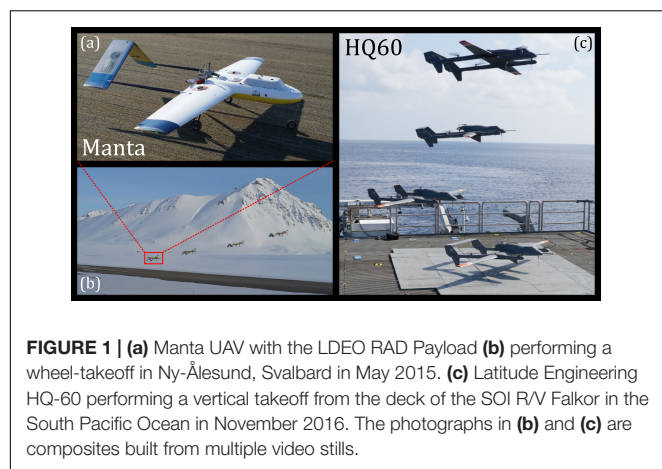 (a)
Manta
(b)
HQ60
(c)
FIGURE 1 | (a) Manta UAV with the LDEO RAD Payload (b) performing a
wheel-takeoff in Ny-Ålesund, Svalbard in May 2015. (c) Latitude Engineering
HQ-60 performing a vertical takeoff from the deck of the SOI R/V Falkor in the
South Pacific Ocean in November 2016. The photographs in (b) and (c) are
composites built from multiple video stills.